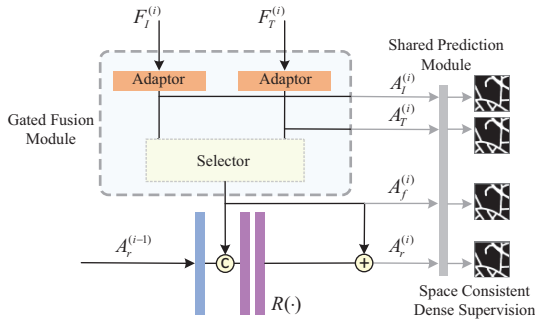 F_I^{(i)} F_T^{(i)}
Shared Prediction
Module
Adaptor Adaptor
A_I^{(i)}
A_T^{(i)}
Gated Fusion
Module
Selector
A_f^{(i)}
A_r^{(i-1)} C + A_r^{(i)}
R(·)
Space Consistent
Dense Supervision